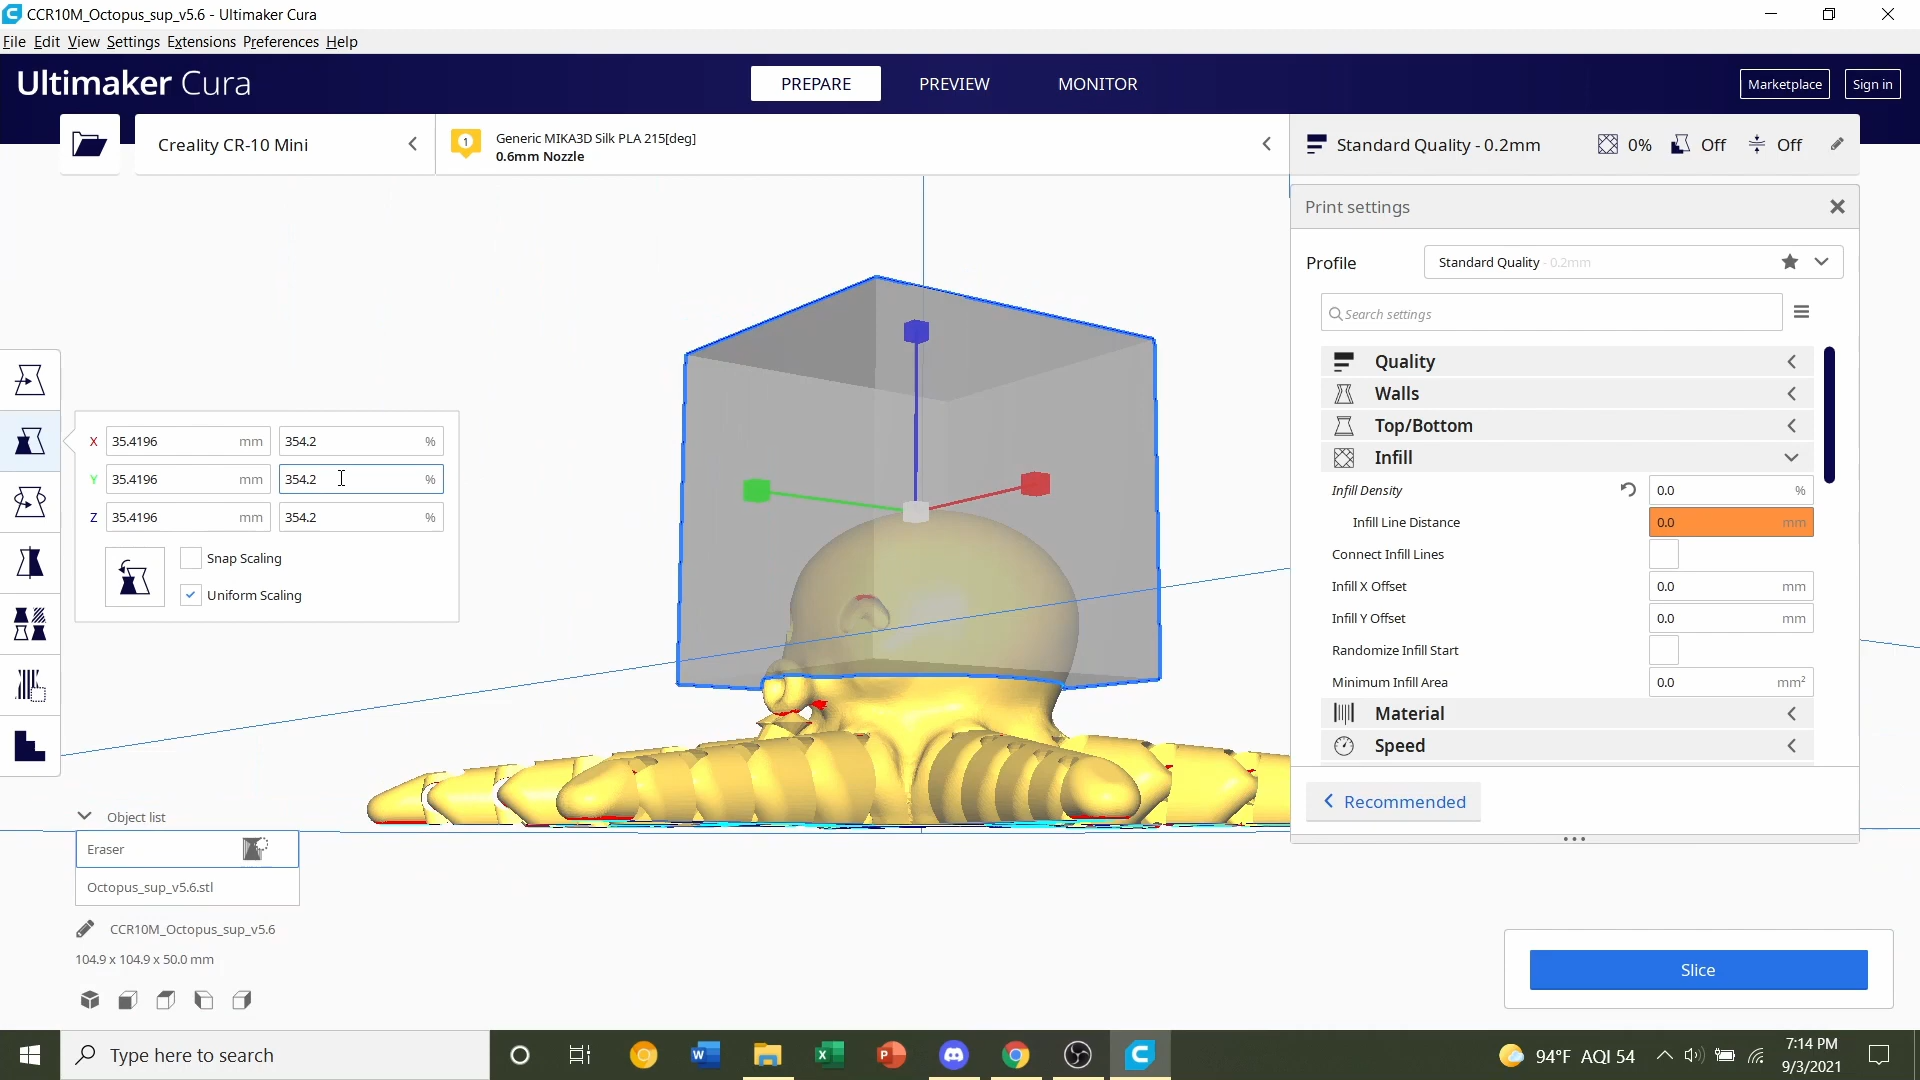 CCR10M_Octopus_sup_v5.6 - Ultimaker Cura
File Edit View Settings Extensions Preferences Help
Ultimaker Cura
PREPARE
PREVIEW
MONITOR
Marketplace
Sign in
Creality CR-10 Mini
1
Generic MIKA3D Silk PLA 215[deg]
0.6mm Nozzle
Standard Quality - 0.2mm
0%
Off
Off
Print settings
Profile
Standard Quality - 0.2mm
Search settings
Quality
Walls
Top/Bottom
Infill
Infill Density 0.0 %
Infill Line Distance 0.0 mm
Connect Infill Lines
Infill X Offset 0.0 mm
Infill Y Offset 0.0 mm
Randomize Infill Start
Minimum Infill Area 0.0 mm²
Material
Speed
Recommended
X 35.4196 mm 354.2 %
Y 35.4196 mm 354.2 %
Z 35.4196 mm 354.2 %
Snap Scaling
Uniform Scaling
Object list
Eraser
Octopus_sup_v5.6.stl
CCR10M_Octopus_sup_v5.6
104.9 x 104.9 x 50.0 mm
Slice
Type here to search
94°F AQI 54
7:14 PM
9/3/2021